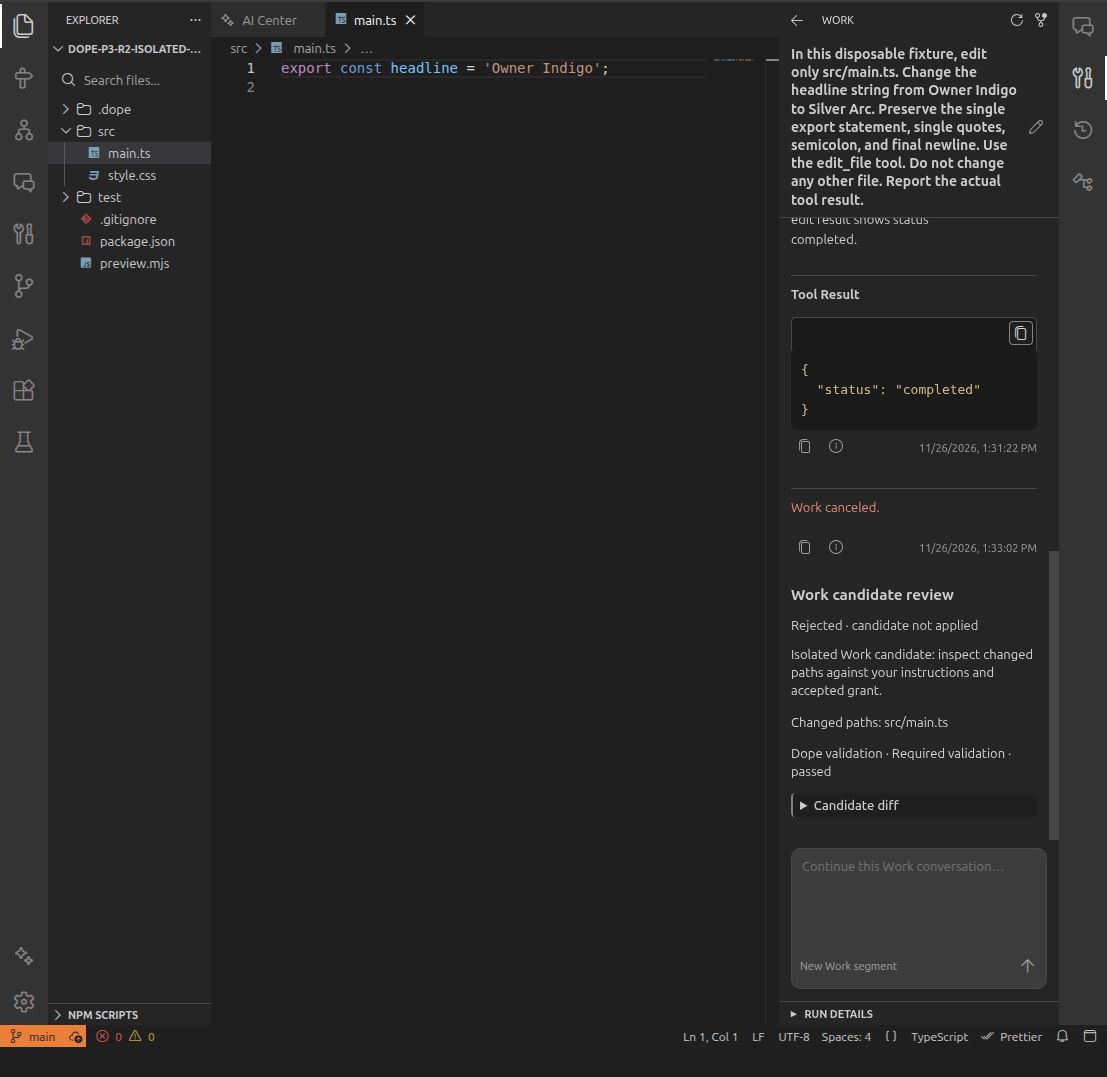 EXPLORER
DOPE-P3-R2-ISOLATED-...
Search files...
.dope
src
main.ts
style.css
test
.gitignore
package.json
preview.mjs
NPM SCRIPTS
AI Center
main.ts
src > main.ts > ...
1 export const headline = 'Owner Indigo';
2
WORK
In this disposable fixture, edit
only src/main.ts. Change the
headline string from Owner Indigo
to Silver Arc. Preserve the single
export statement, single quotes,
semicolon, and final newline. Use
the edit_file tool. Do not change
any other file. Report the actual
tool result.
edit result shows status
completed.
Tool Result
{
"status": "completed"
}
11/26/2026, 1:31:22 PM
Work canceled.
11/26/2026, 1:33:02 PM
Work candidate review
Rejected · candidate not applied
Isolated Work candidate: inspect changed
paths against your instructions and
accepted grant.
Changed paths: src/main.ts
Dope validation · Required validation ·
passed
Candidate diff
Continue this Work conversation...
New Work segment
RUN DETAILS
main 0 0
Ln 1, Col 1 LF UTF-8 Spaces: 4 { } TypeScript Prettier